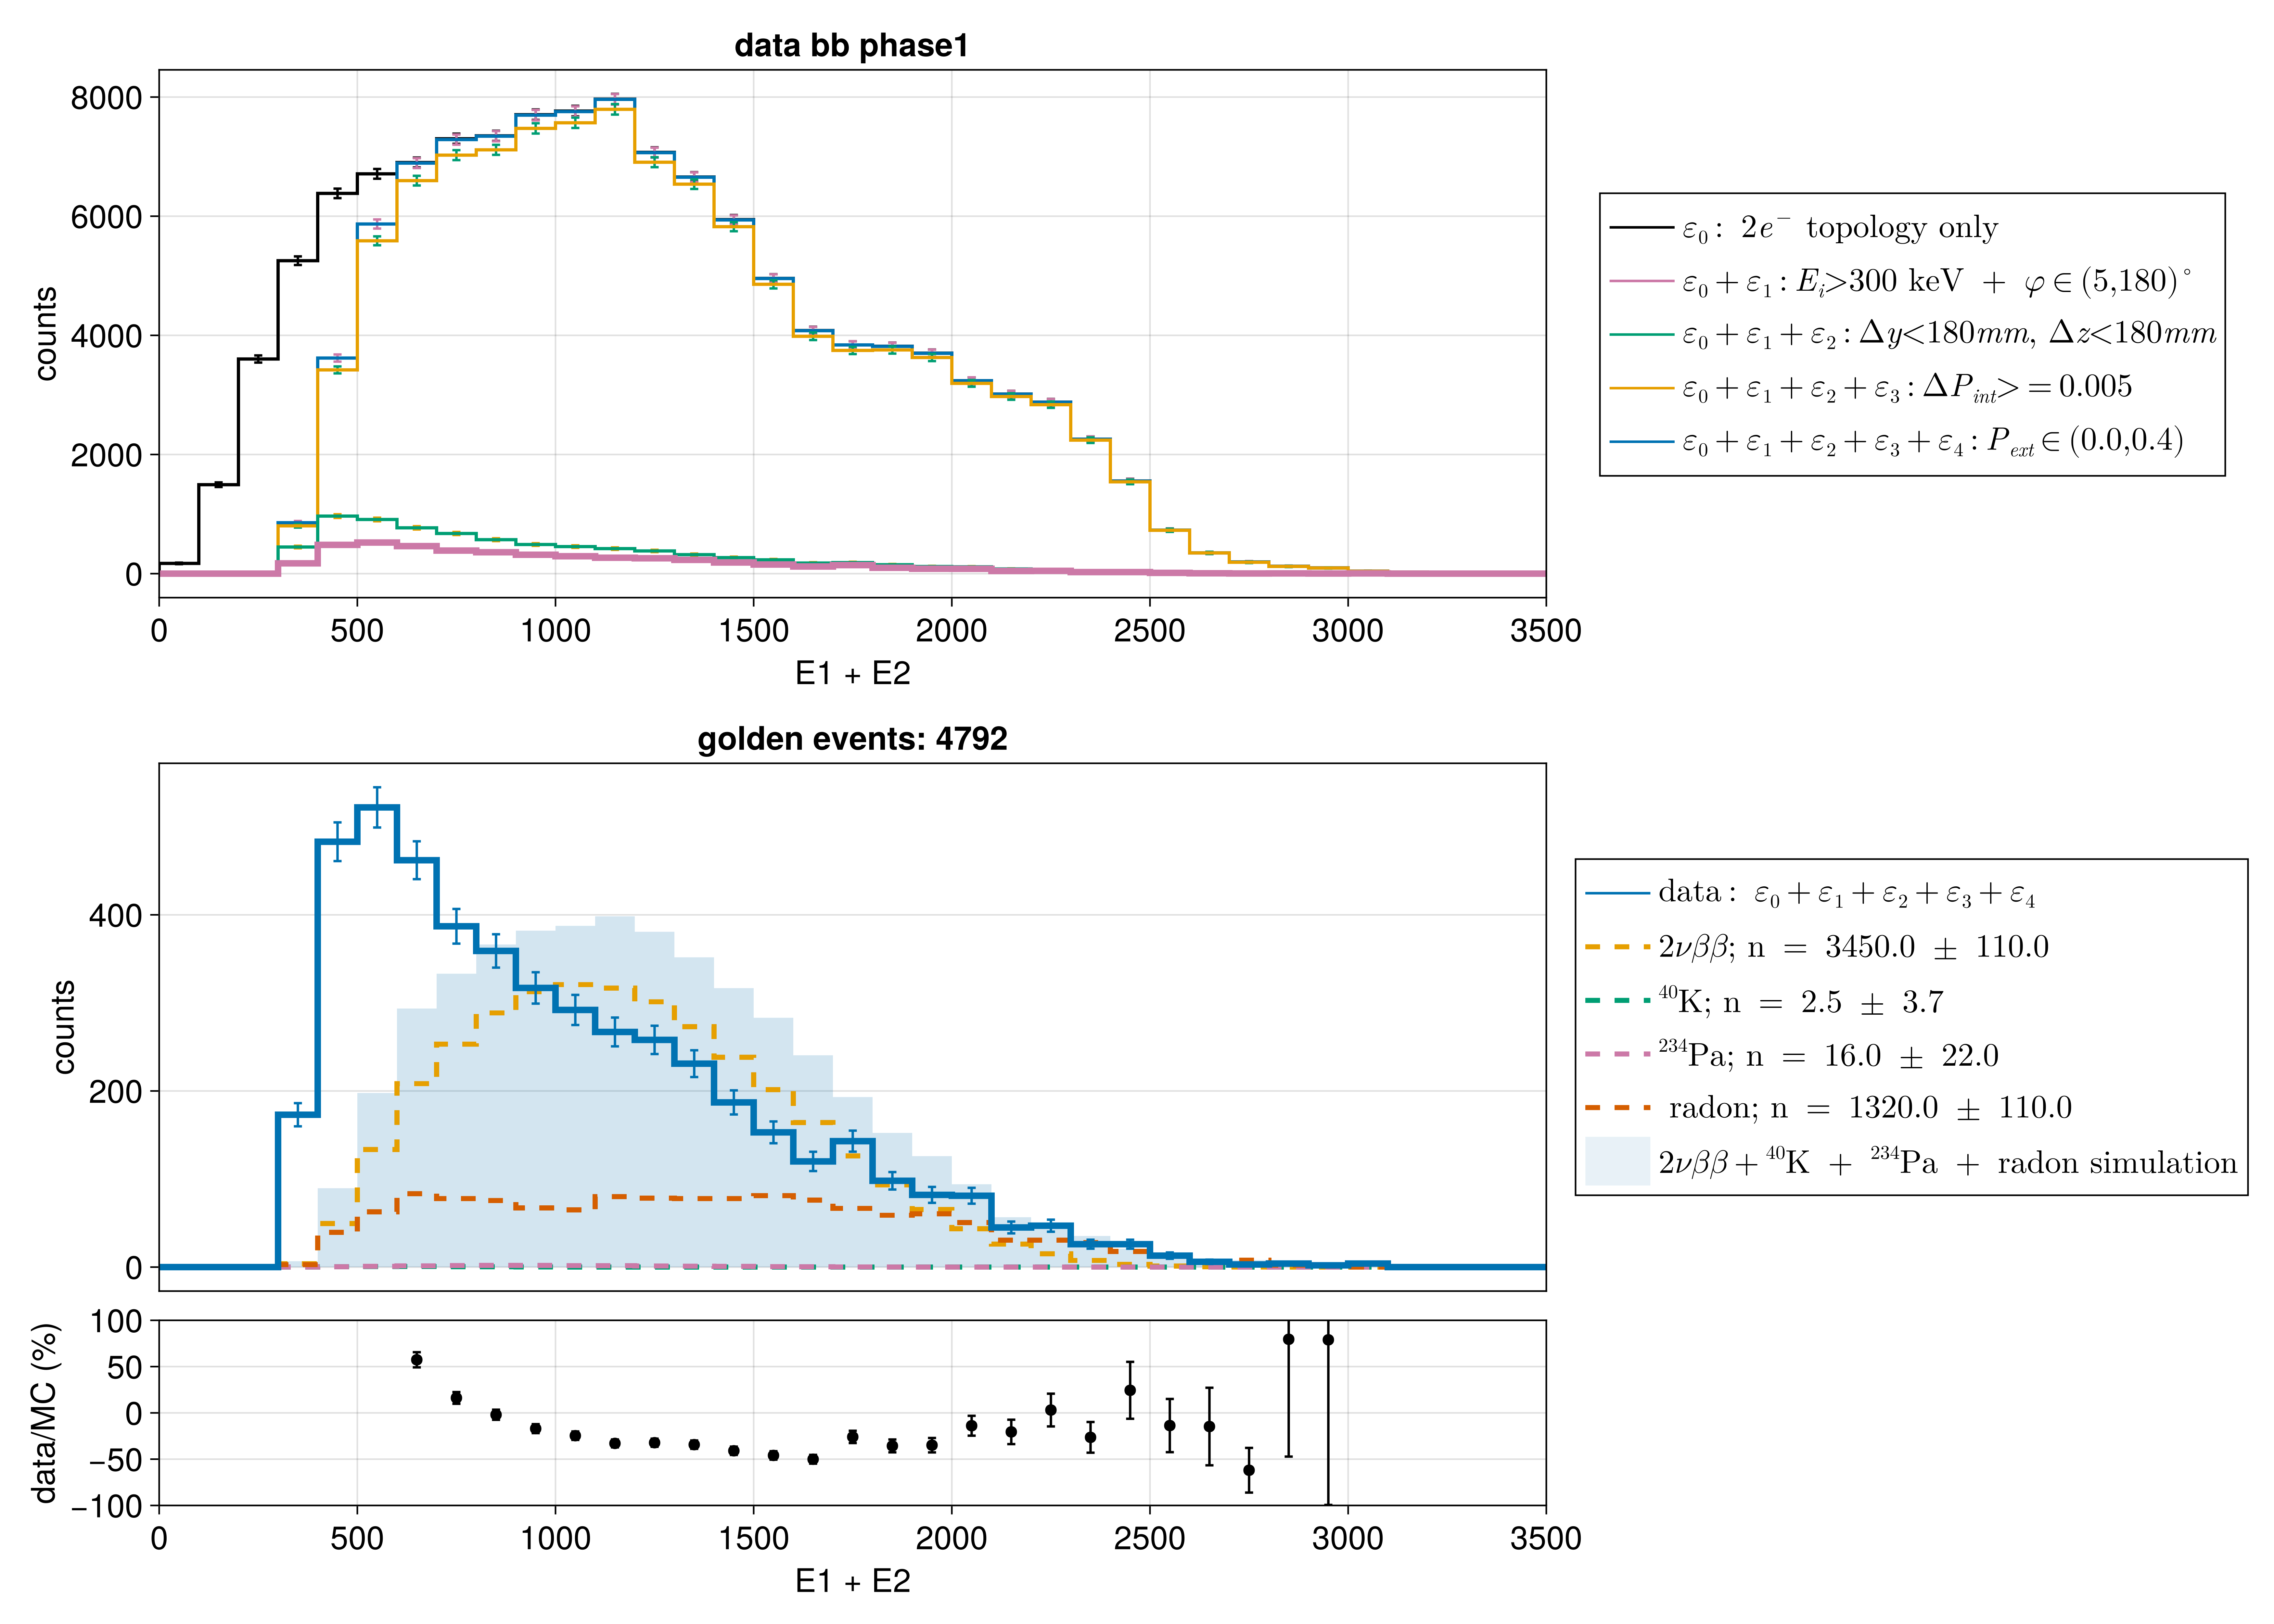 data bb phase1
8000
6000
4000
2000
0
counts
0 500 1000 1500 2000 2500 3000 3500
E1 + E2
ε₀ : 2e⁻ topology only
ε₀ + ε₁ : Eᵢ>300 keV + φ ∈ (5,180)°
ε₀ + ε₁ + ε₂ : Δy<180mm, Δz<180mm
ε₀ + ε₁ + ε₂ + ε₃ : ΔP_int> = 0.005
ε₀ + ε₁ + ε₂ + ε₃ + ε₄ : P_ext ∈ (0.0,0.4)
golden events: 4792
400
200
0
counts
data : ε₀ + ε₁ + ε₂ + ε₃ + ε₄
2νββ; n = 3450.0 ± 110.0
⁴⁰K; n = 2.5 ± 3.7
²³⁴Pa; n = 16.0 ± 22.0
radon; n = 1320.0 ± 110.0
2νββ + ⁴⁰K + ²³⁴Pa + radon simulation
100
50
0
−50
−100
data/MC (%)
0 500 1000 1500 2000 2500 3000 3500
E1 + E2